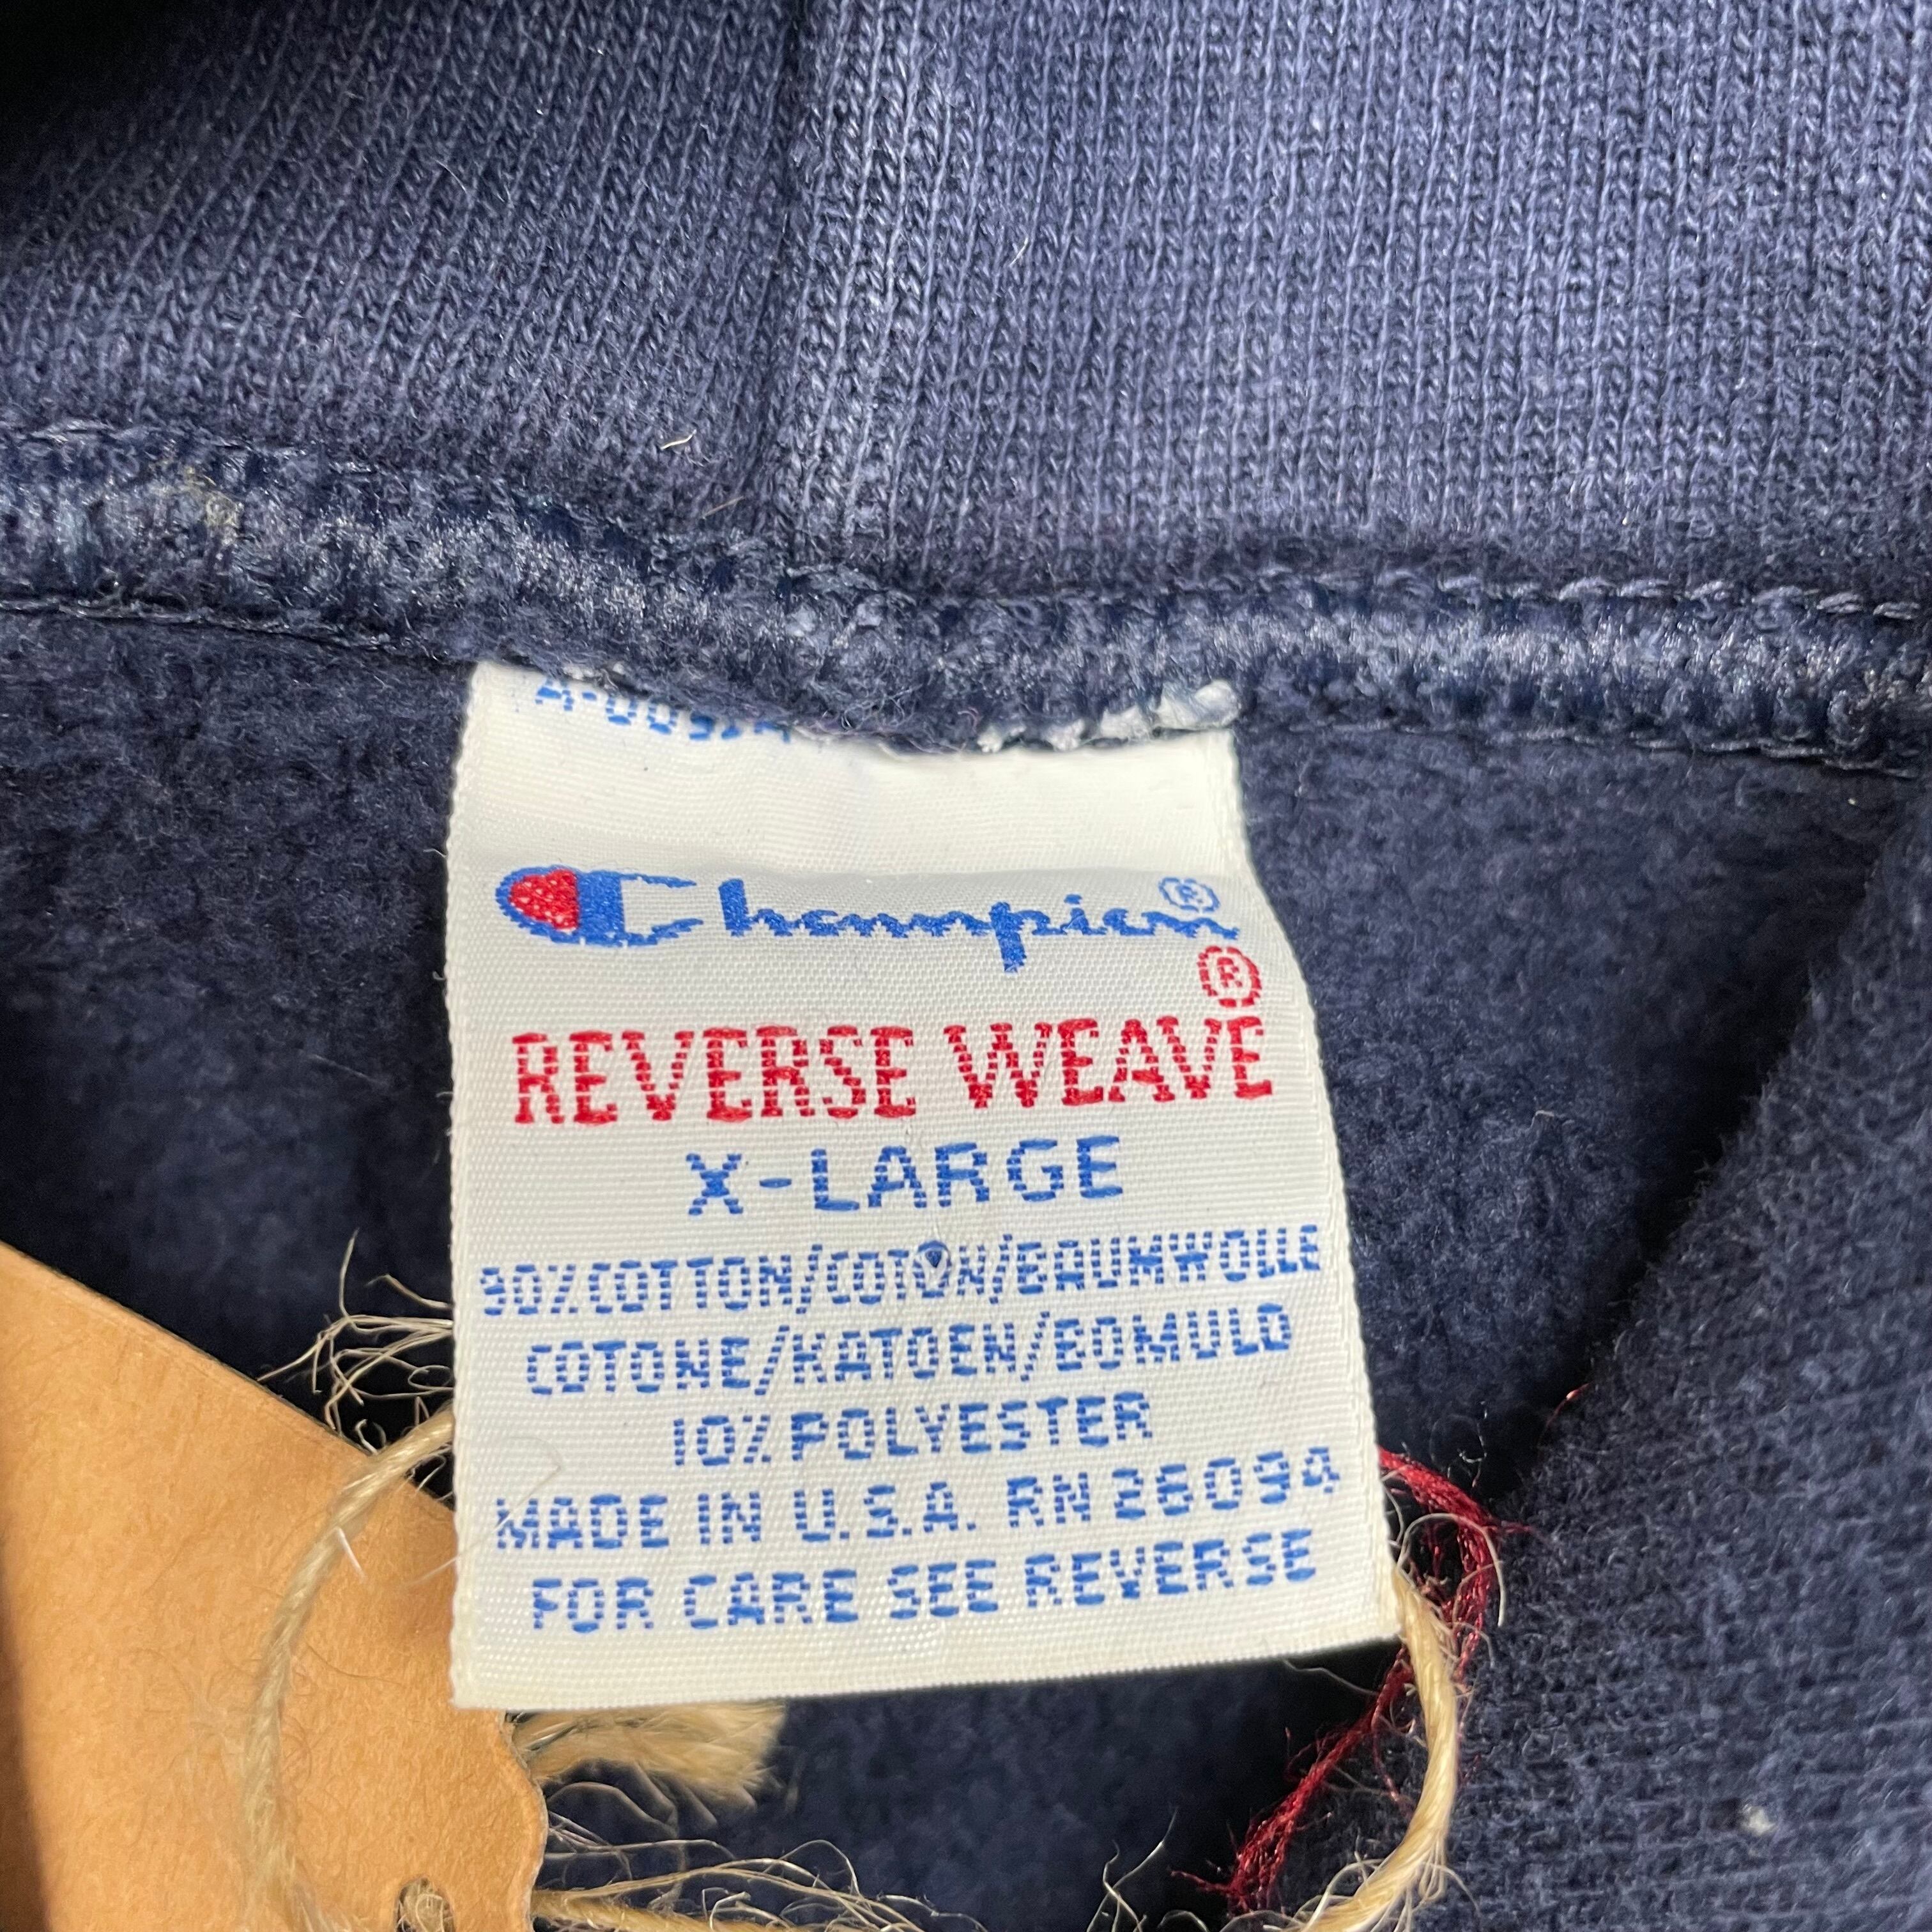 Champion®
REVERSE WEAVE®
X-LARGE
90% COTTON/COTON/BAUMWOLLE
COTONE/KATOEN/BOMULD
10% POLYESTER
MADE IN U.S.A. RN 26094
FOR CARE SEE REVERSE